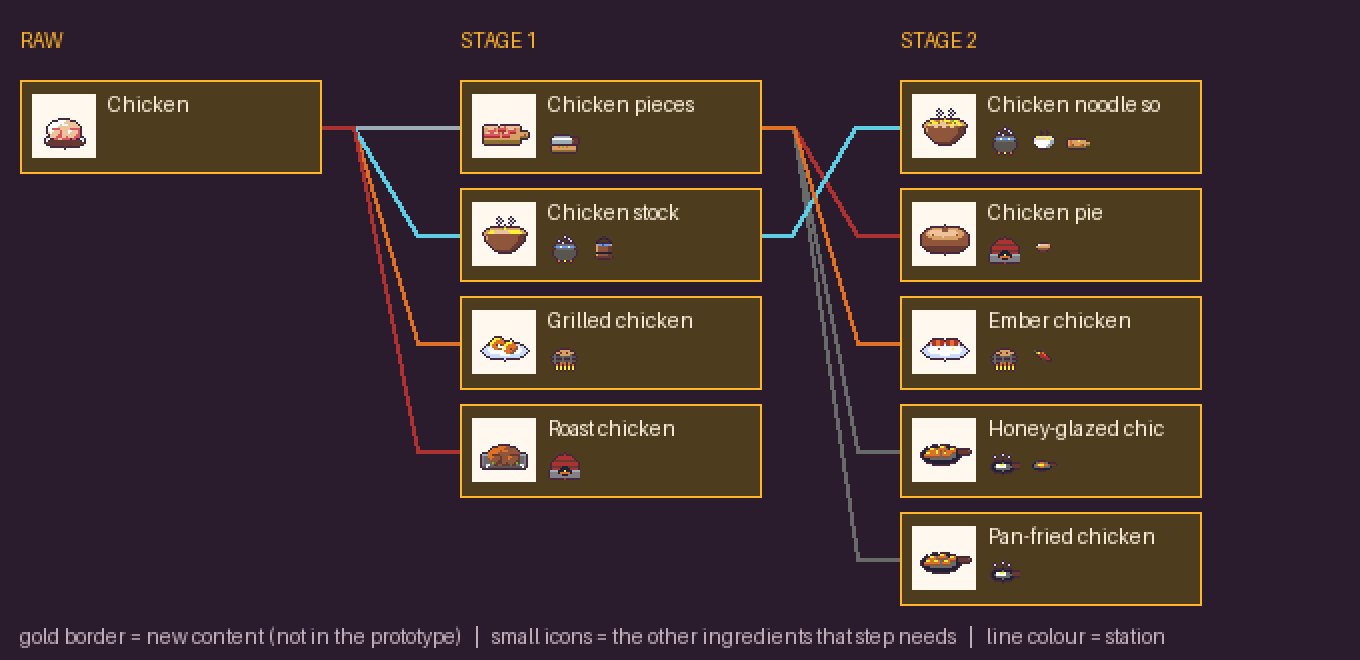 RAW
STAGE 1
STAGE 2
Chicken
Chicken pieces
Chicken noodle so
Chicken stock
Chicken pie
Grilled chicken
Ember chicken
Roast chicken
Honey-glazed chic
Pan-fried chicken
gold border = new content (not in the prototype) | small icons = the other ingredients that step needs | line colour = station